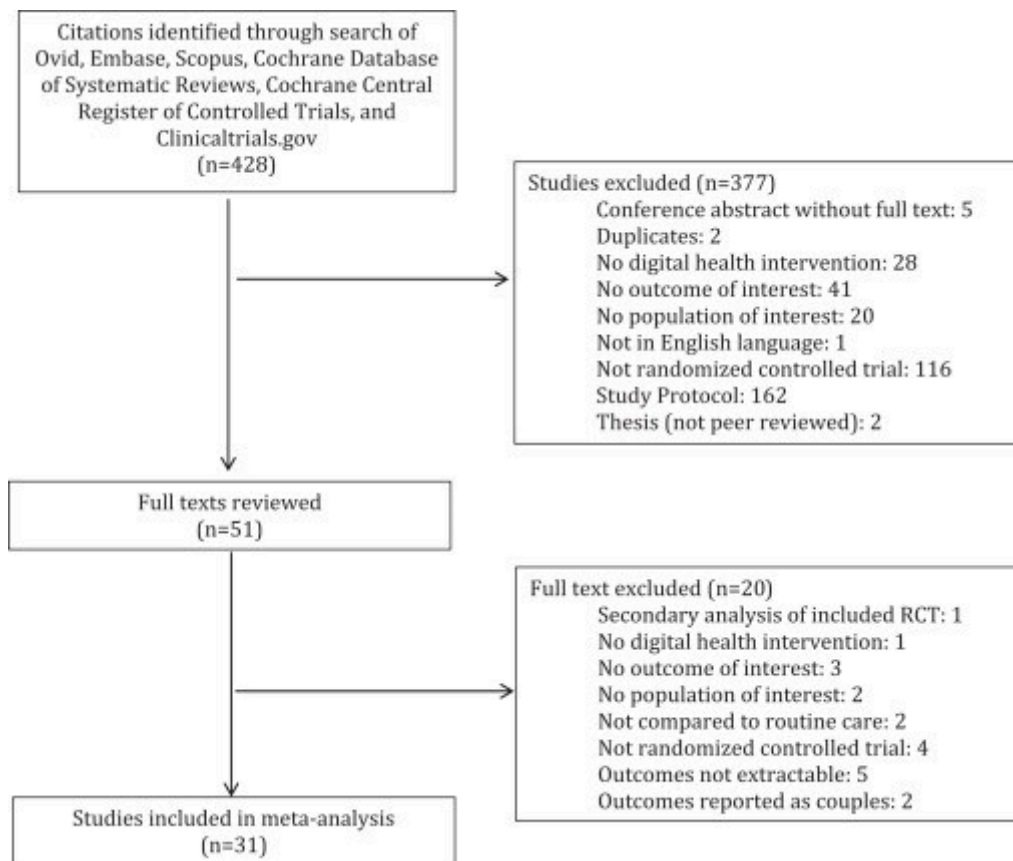 Citations identified through search of
Ovid, Embase, Scopus, Cochrane Database
of Systematic Reviews, Cochrane Central
Register of Controlled Trials, and
Clinicaltrials.gov
(n=428)
Studies excluded (n=377)
Conference abstract without full text: 5
Duplicates: 2
No digital health intervention: 28
No outcome of interest: 41
No population of interest: 20
Not in English language: 1
Not randomized controlled trial: 116
Study Protocol: 162
Thesis (not peer reviewed): 2
Full texts reviewed
(n=51)
Full text excluded (n=20)
Secondary analysis of included RCT: 1
No digital health intervention: 1
No outcome of interest: 3
No population of interest: 2
Not compared to routine care: 2
Not randomized controlled trial: 4
Outcomes not extractable: 5
Outcomes reported as couples: 2
Studies included in meta-analysis
(n=31)